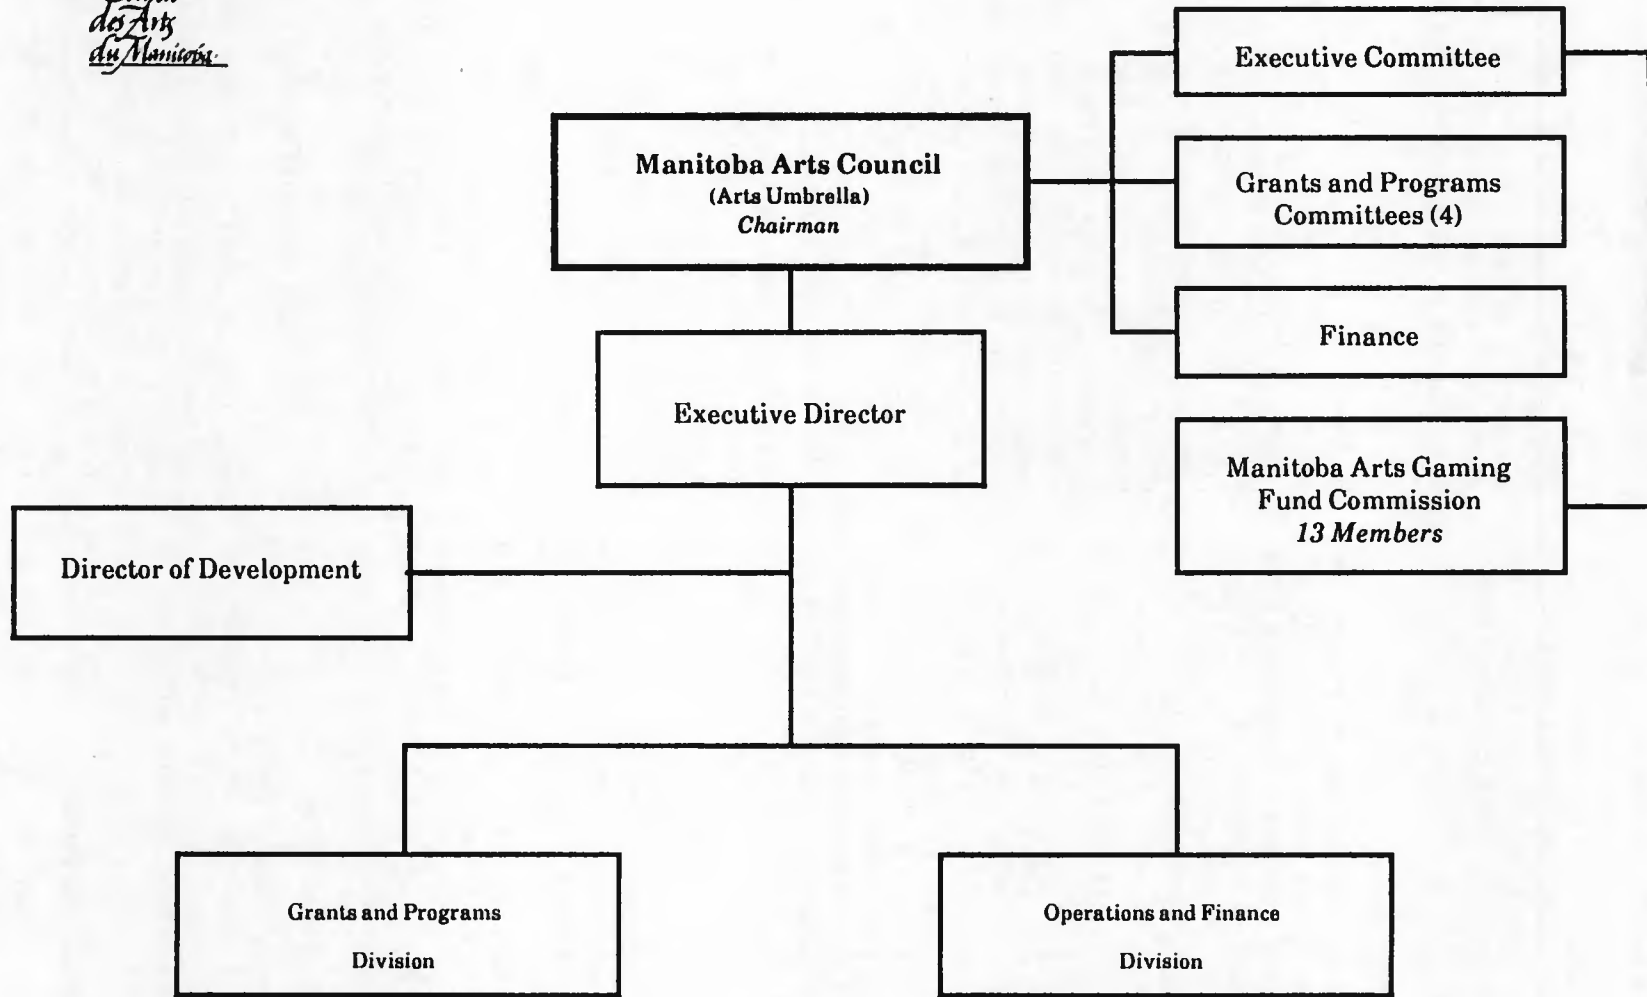 des Arts
du Manitoba
Executive Committee
Manitoba Arts Council
(Arts Umbrella)
Chairman
Grants and Programs
Committees (4)
Finance
Executive Director
Manitoba Arts Gaming
Fund Commission
13 Members
Director of Development
Grants and Programs
Division
Operations and Finance
Division